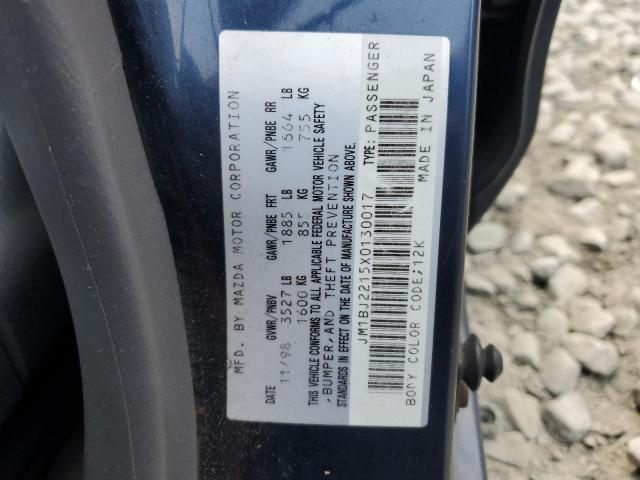 MFD. BY MAZDA MOTOR CORPORATION
DATE GVWR/PNBV GAWR/PNBE FRT GAWR/PNBE RR
11/98 3527 LB 1885 LB 1664 LB
1600 KG 855 KG 755 KG
THIS VEHICLE CONFORMS TO ALL APPLICABLE FEDERAL MOTOR VEHICLE SAFETY
,BUMPER,AND THEFT PREVENTION
STANDARDS IN EFFECT ON THE DATE OF MANUFACTURE SHOWN ABOVE.
JM1BJ2215X0130017 TYPE: PASSENGER
BODY COLOR CODE;12K MADE IN JAPAN